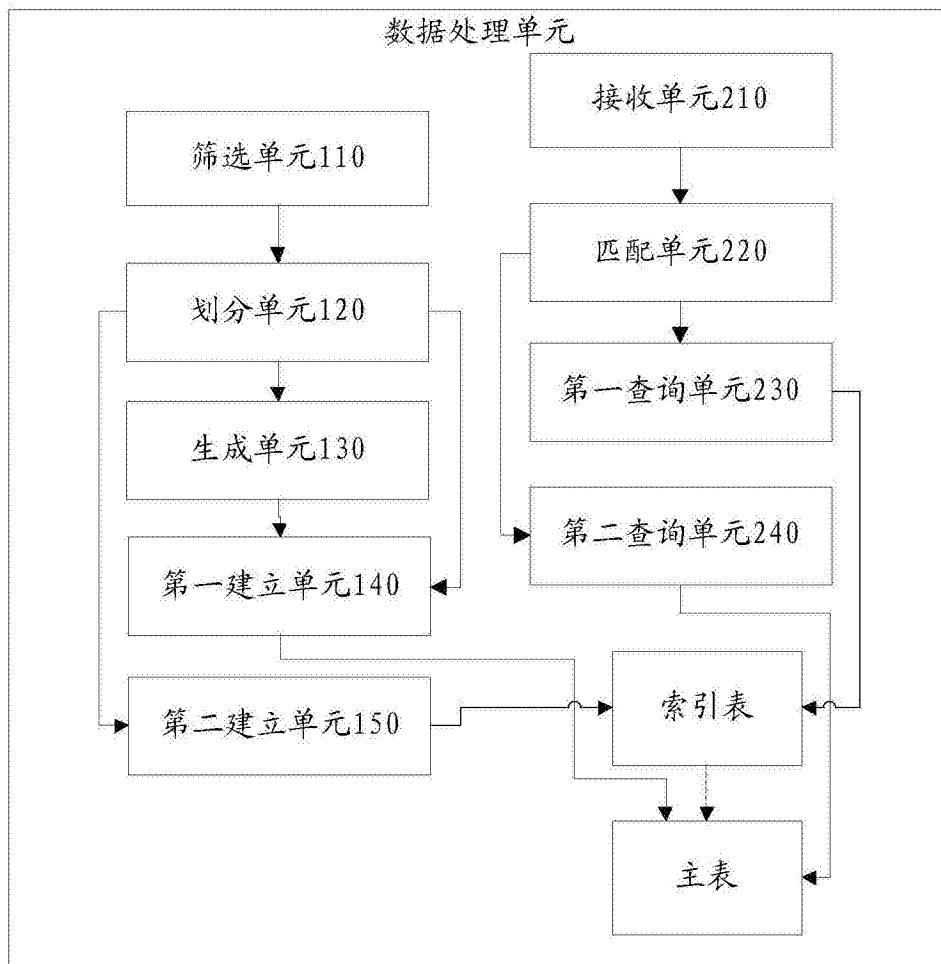 数据处理单元
接收单元210
筛选单元110
匹配单元220
划分单元120
第一查询单元230
生成单元130
第二查询单元240
第一建立单元140
索引表
第二建立单元150
主表